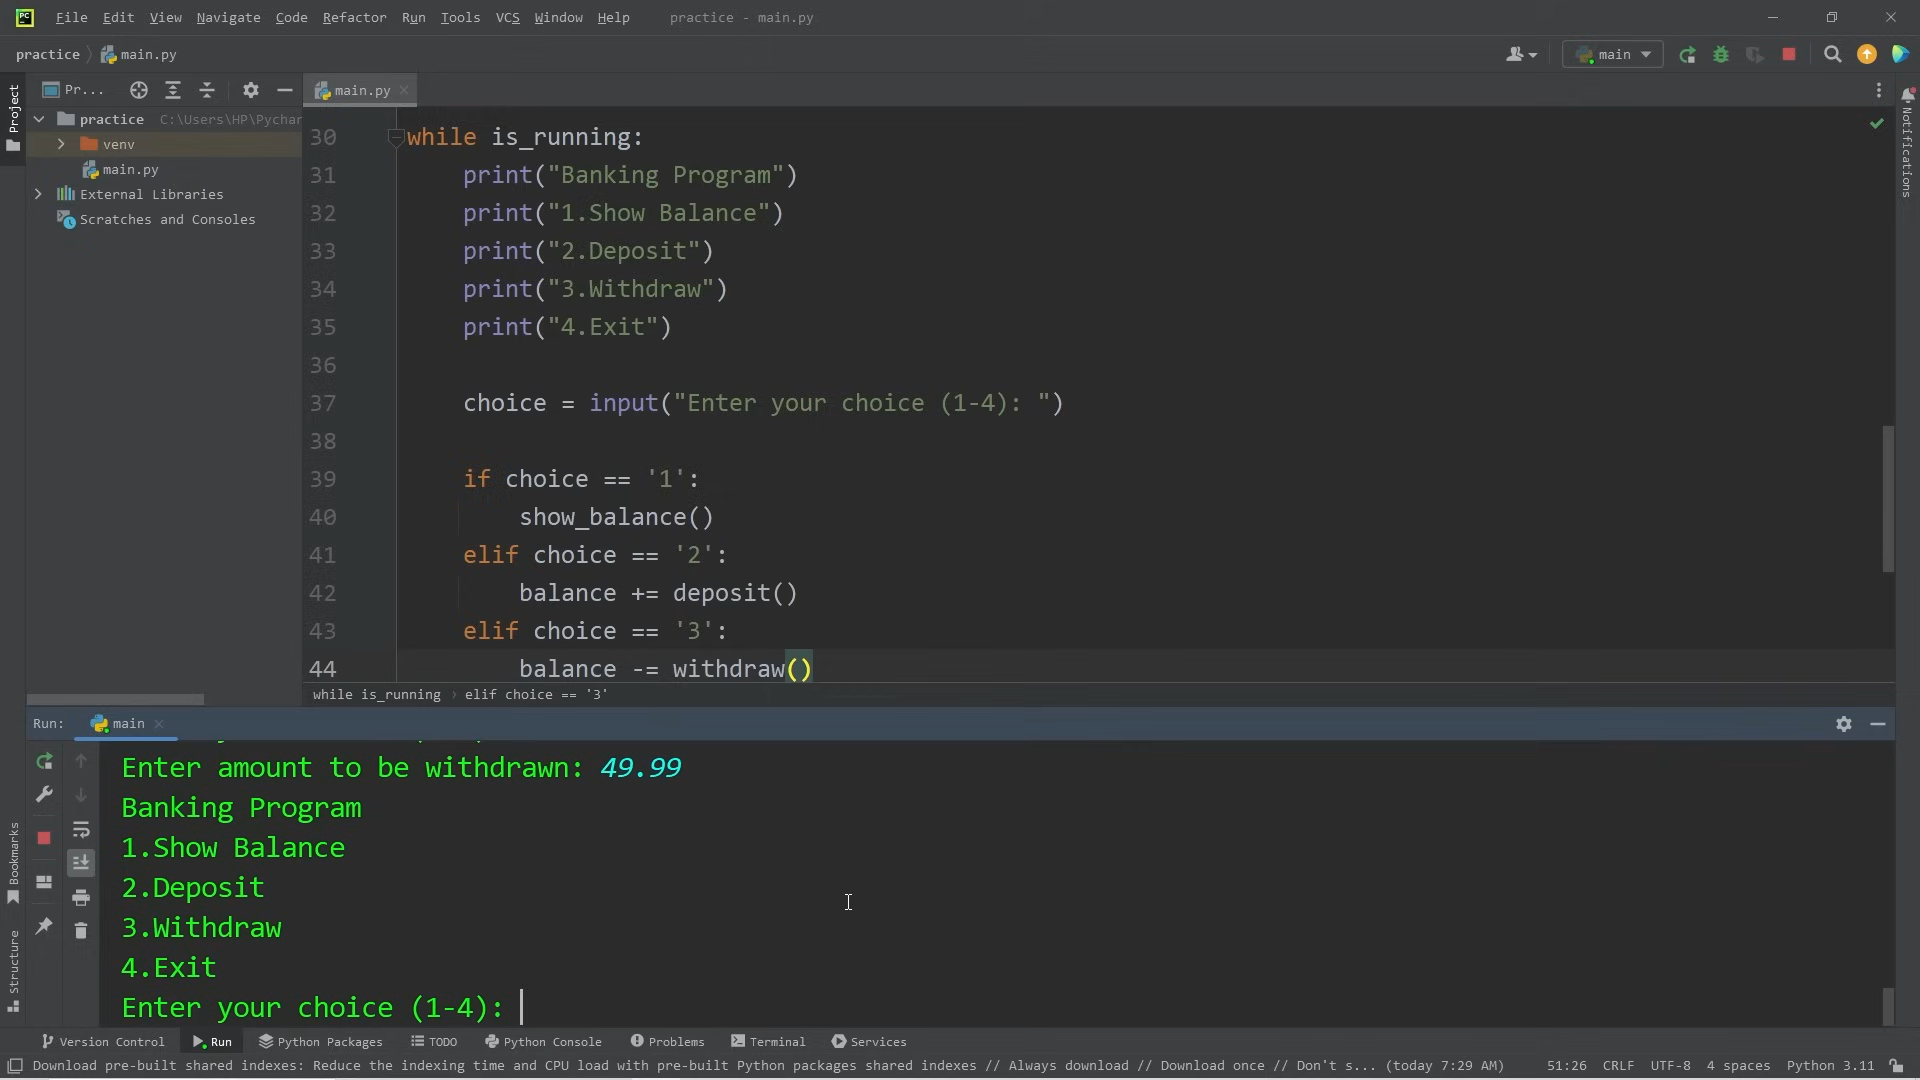 File Edit View Navigate Code Refactor Run Tools VCS Window Help practice - main.py
practice main.py main
Pr... main.py
Project
Notifications
practice C:\Users\HP\Pychar
venv
main.py
External Libraries
Scratches and Consoles
30 while is_running:
31 print("Banking Program")
32 print("1.Show Balance")
33 print("2.Deposit")
34 print("3.Withdraw")
35 print("4.Exit")
36
37 choice = input("Enter your choice (1-4): ")
38
39 if choice == '1':
40 show_balance()
41 elif choice == '2':
42 balance += deposit()
43 elif choice == '3':
44 balance -= withdraw()
while is_running › elif choice == '3'
Run: main
Enter amount to be withdrawn: 49.99
Banking Program
1.Show Balance
2.Deposit
3.Withdraw
4.Exit
Enter your choice (1-4):
Bookmarks
Structure
Version Control Run Python Packages TODO Python Console Problems Terminal Services
Download pre-built shared indexes: Reduce the indexing time and CPU load with pre-built Python packages shared indexes // Always download // Download once // Don't s... (today 7:29 AM) 51:26 CRLF UTF-8 4 spaces Python 3.11